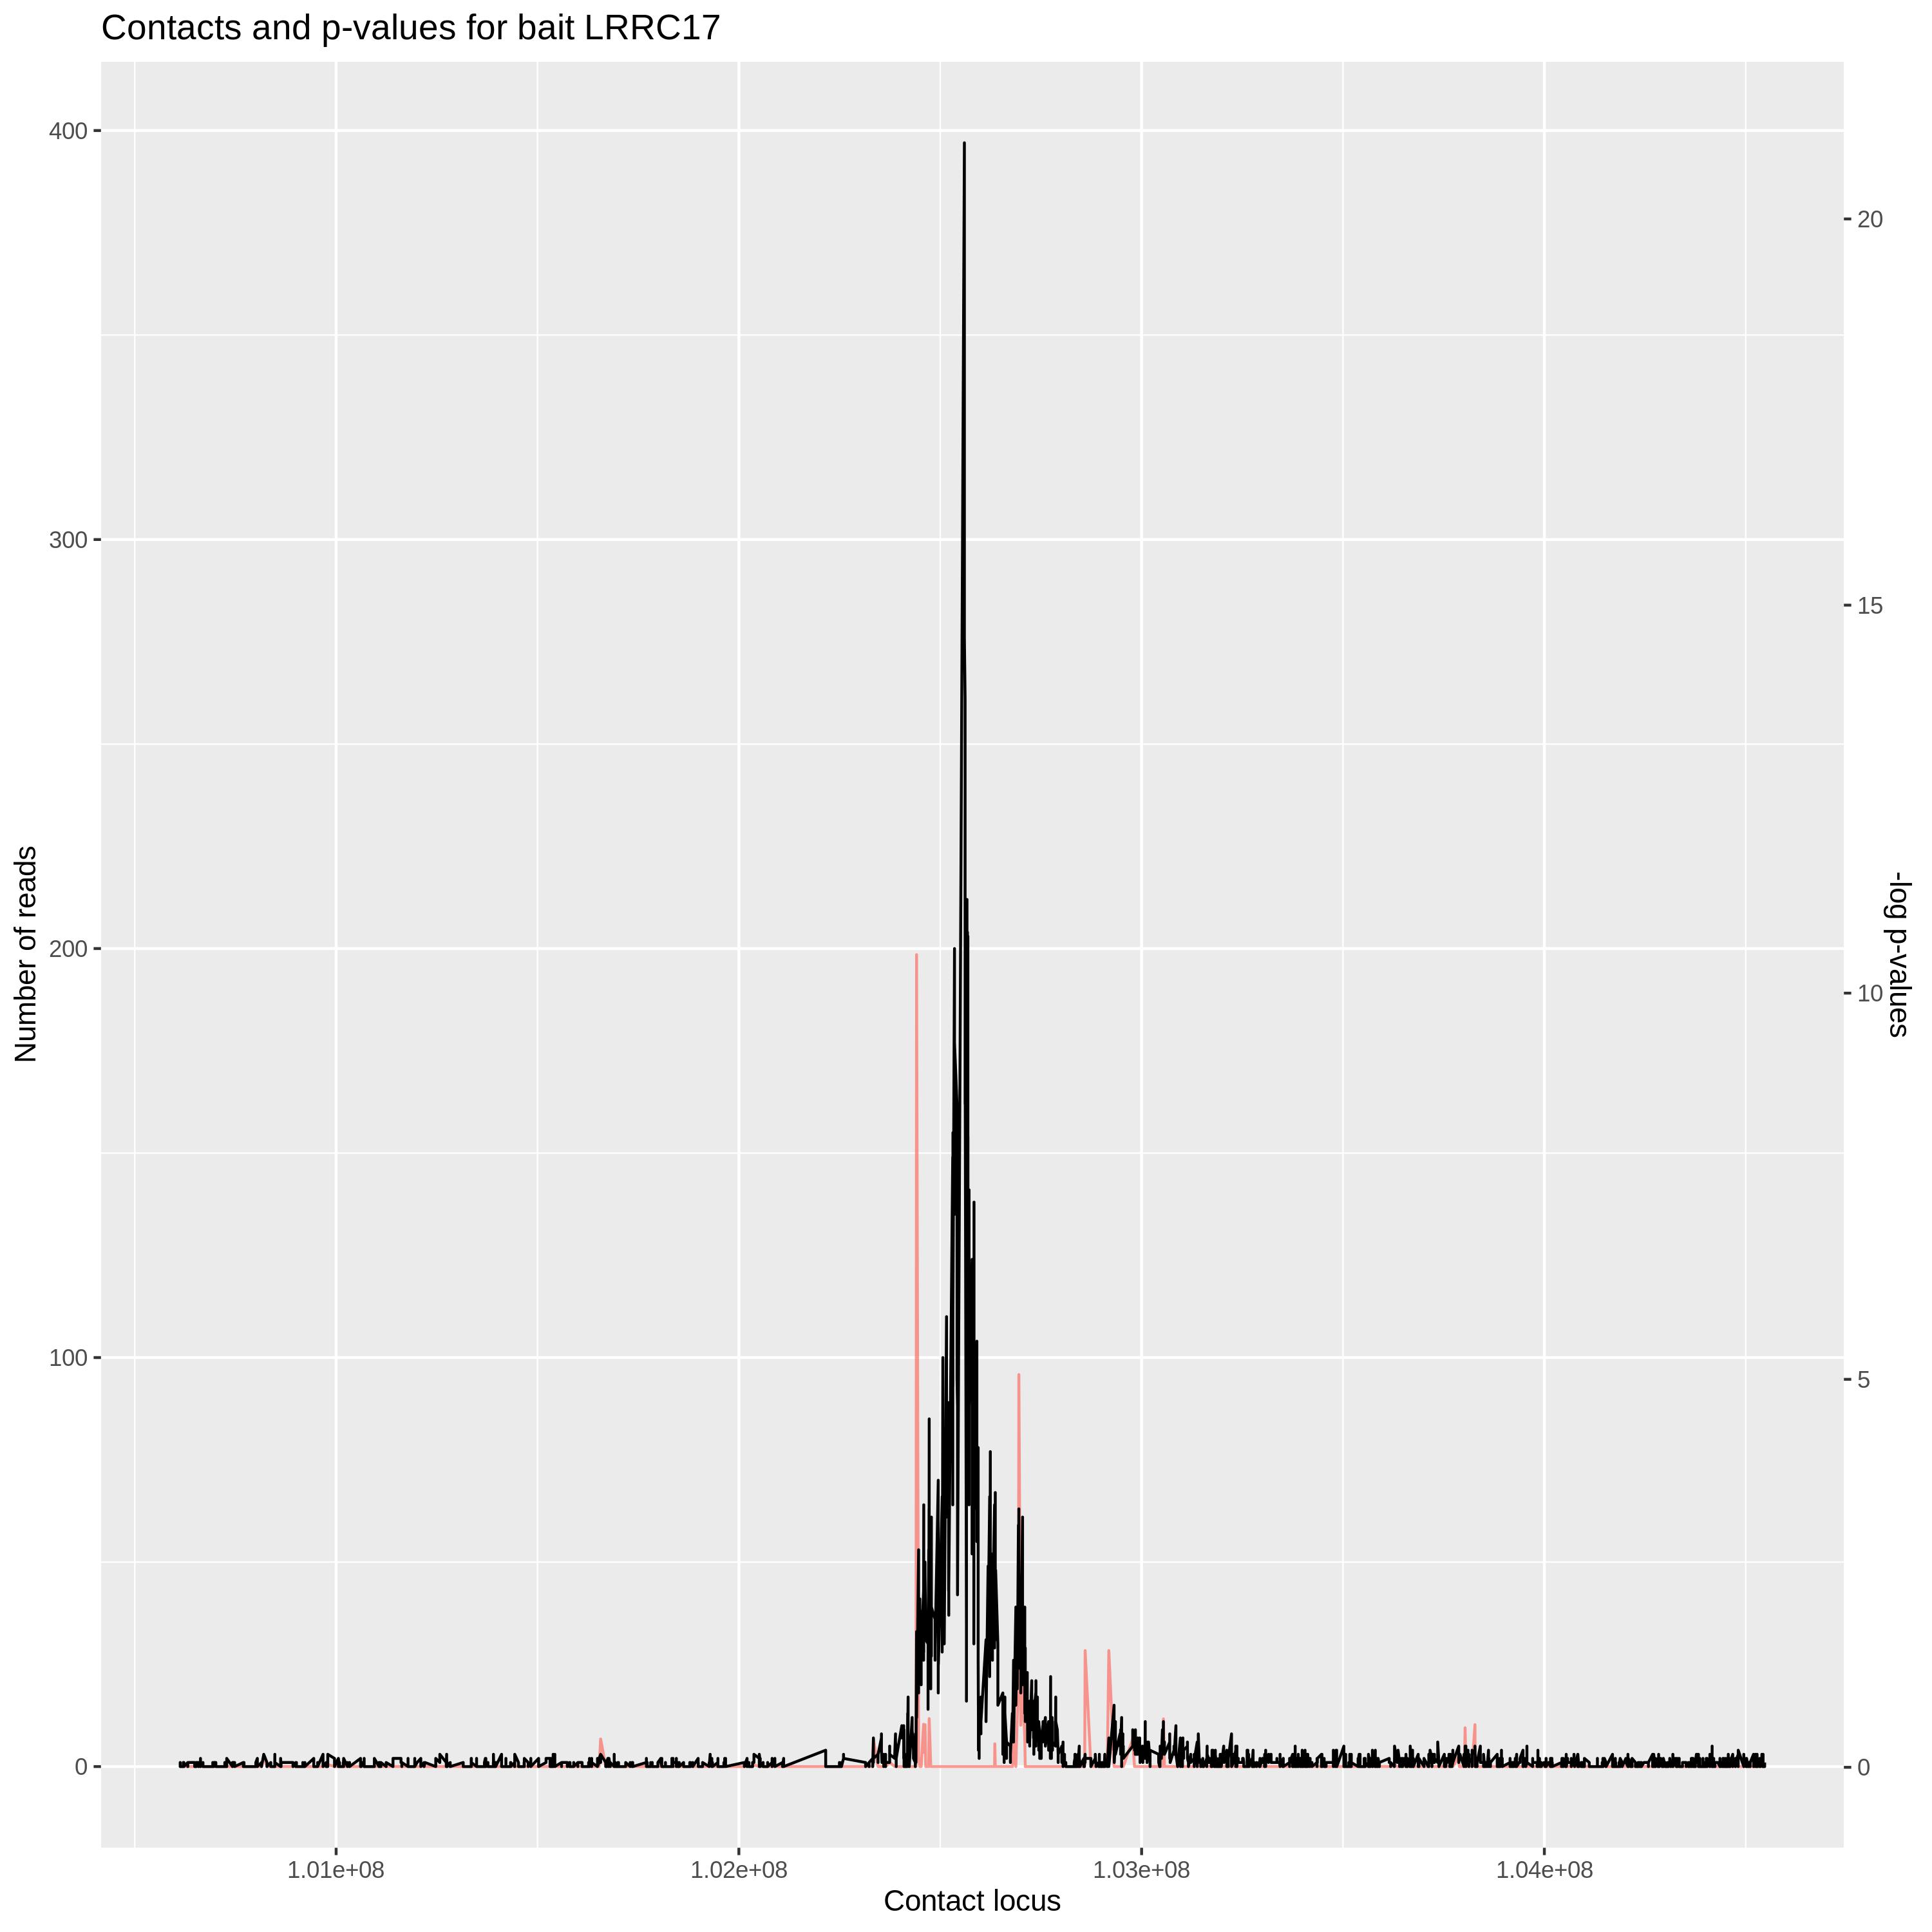 Contacts and p-values for bait LRRC17
400
300
200
100
0
Number of reads
20
15
10
5
0
-log p-values
1.01e+08
1.02e+08
1.03e+08
1.04e+08
Contact locus